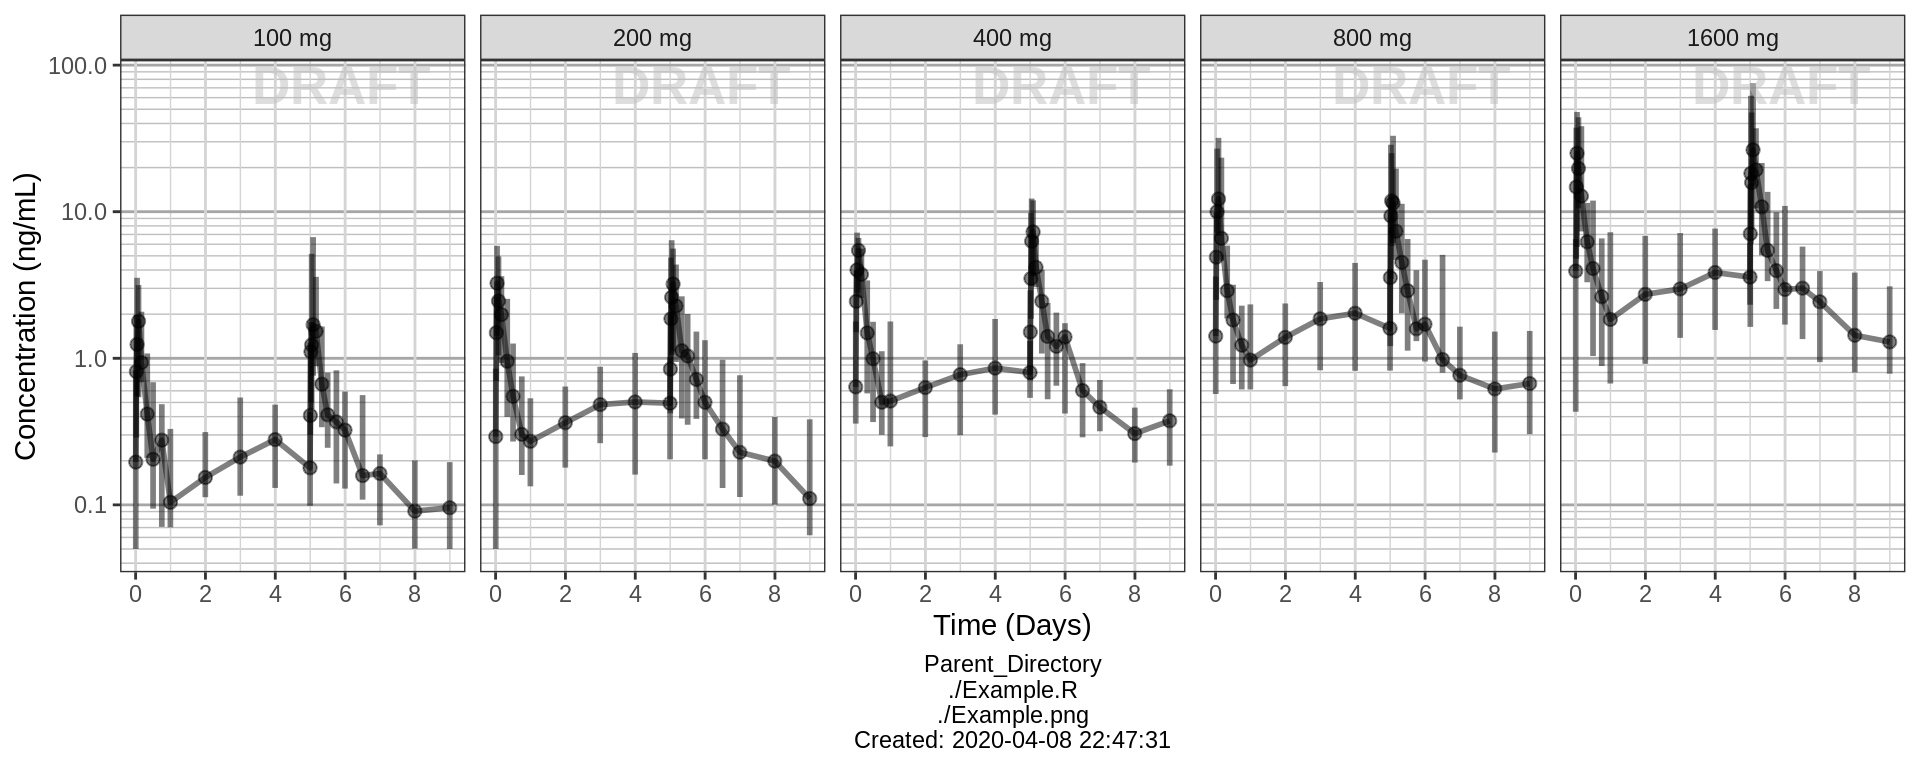 100 mg 200 mg 400 mg 800 mg 1600 mg
DRAFT DRAFT DRAFT DRAFT DRAFT
Concentration (ng/mL)
100.0
10.0
1.0
0.1
0 2 4 6 8 0 2 4 6 8 0 2 4 6 8 0 2 4 6 8 0 2 4 6 8
Time (Days)
Parent_Directory
./Example.R
./Example.png
Created: 2020-04-08 22:47:31